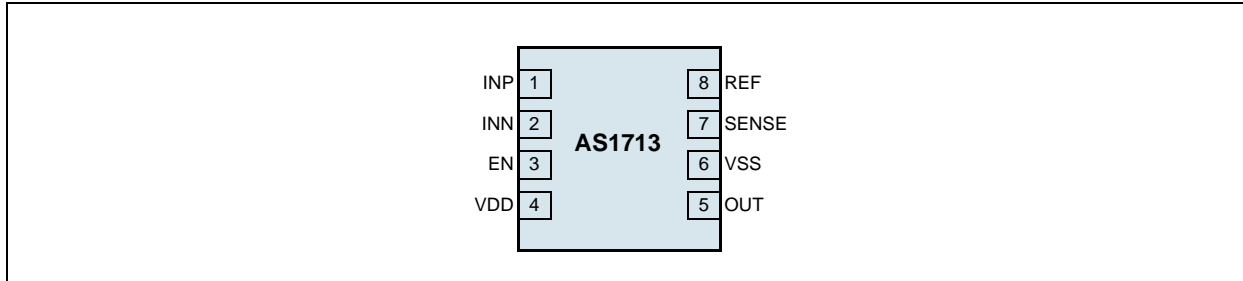 INP 1 8 REF
INN 2 7 SENSE
AS1713
EN 3 6 VSS
VDD 4 5 OUT